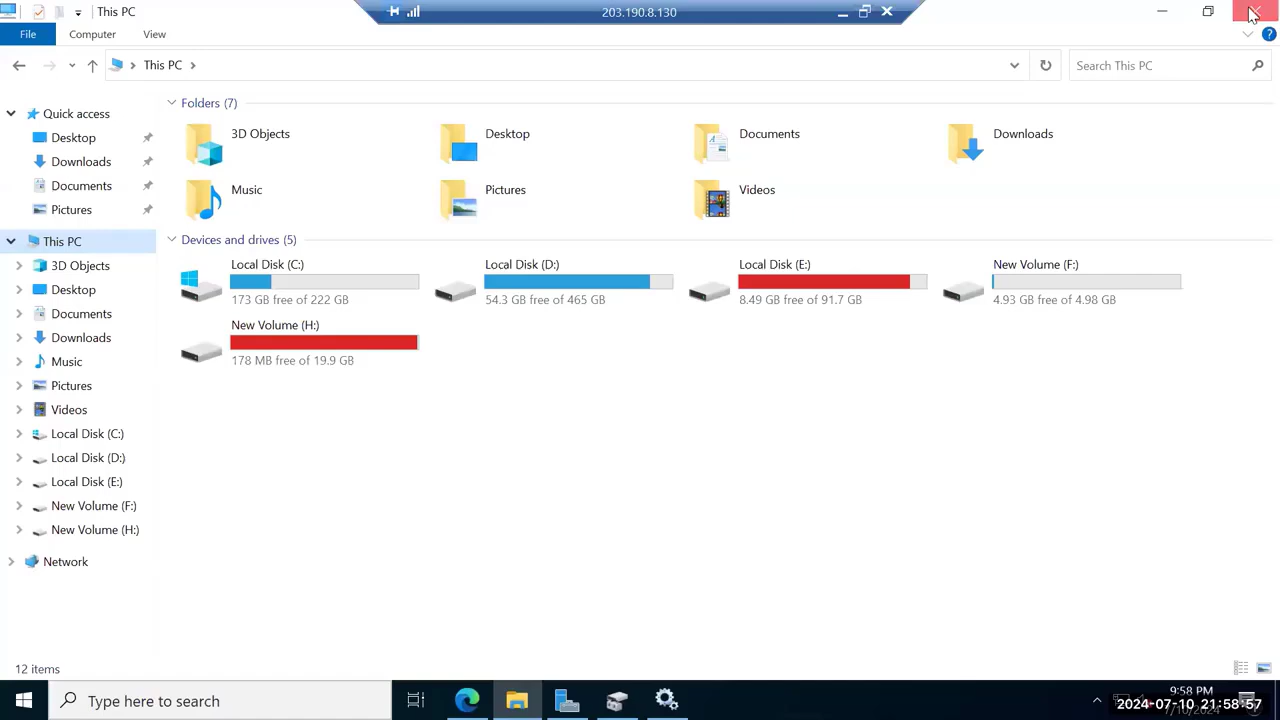 This PC
203.190.8.130
File
Computer
View
This PC
Search This PC
Quick access
Desktop
Downloads
Documents
Pictures
This PC
3D Objects
Desktop
Documents
Downloads
Music
Pictures
Videos
Local Disk (C:)
Local Disk (D:)
Local Disk (E:)
New Volume (F:)
New Volume (H:)
Network
Folders (7)
3D Objects
Desktop
Documents
Downloads
Music
Pictures
Videos
Devices and drives (5)
Local Disk (C:)
173 GB free of 222 GB
Local Disk (D:)
54.3 GB free of 465 GB
Local Disk (E:)
8.49 GB free of 91.7 GB
New Volume (F:)
4.93 GB free of 4.98 GB
New Volume (H:)
178 MB free of 19.9 GB
12 items
Type here to search
9:58 PM
7/10/2024
2024-07-10 21:58:57